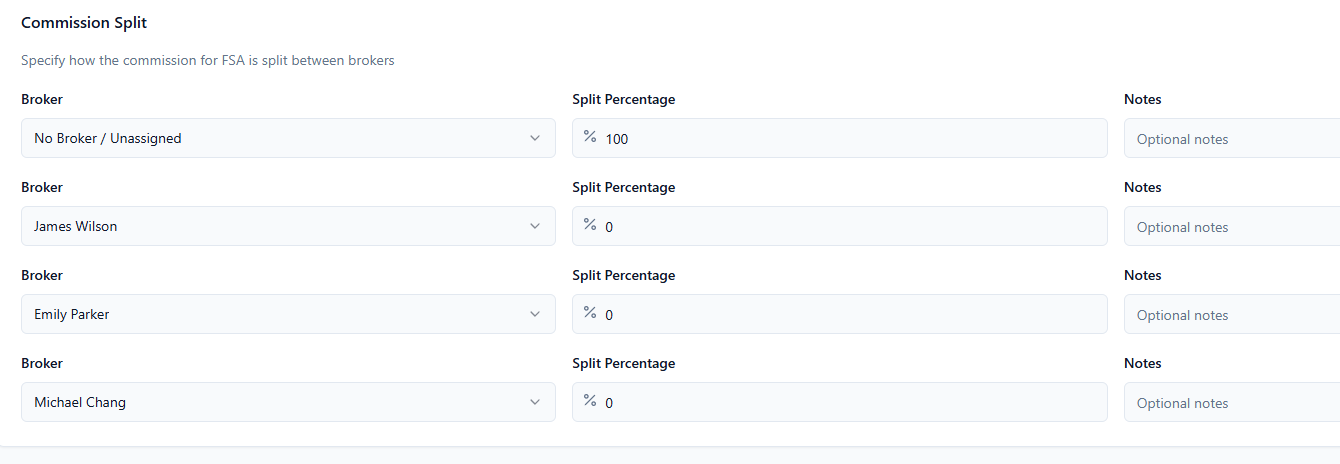 Commission Split
Specify how the commission for FSA is split between brokers
Broker Split Percentage Notes
No Broker / Unassigned % 100 Optional notes
Broker Split Percentage Notes
James Wilson % 0 Optional notes
Broker Split Percentage Notes
Emily Parker % 0 Optional notes
Broker Split Percentage Notes
Michael Chang % 0 Optional notes